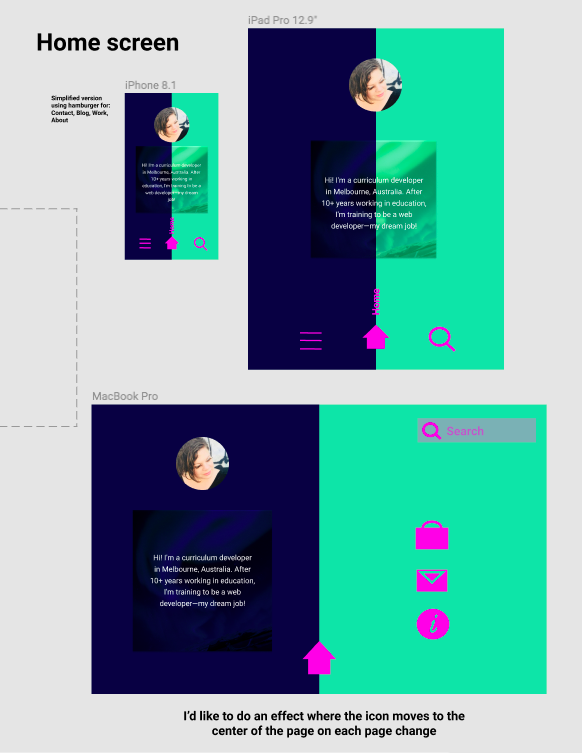 iPad Pro 12.9"
Home screen
iPhone 8.1
Simplified version
using hamburger for:
Contact, Blog, Work,
About
Hi! I'm a curriculum developer
in Melbourne, Australia. After
10+ years working in
education, I'm training to be a
web developer—my dream
job!
Home
Hi! I'm a curriculum developer
in Melbourne, Australia. After
10+ years working in education,
I'm training to be a web
developer—my dream job!
Home
MacBook Pro
Search
Hi! I'm a curriculum developer
in Melbourne, Australia. After
10+ years working in education,
I'm training to be a web
developer—my dream job!
i
I'd like to do an effect where the icon moves to the
center of the page on each page change